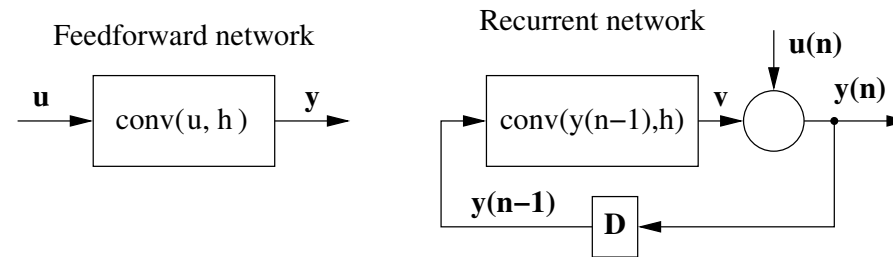 Feedforward network
u
conv(u, h )
y
Recurrent network
u(n)
conv(y(n−1),h)
v
y(n)
y(n−1)
D